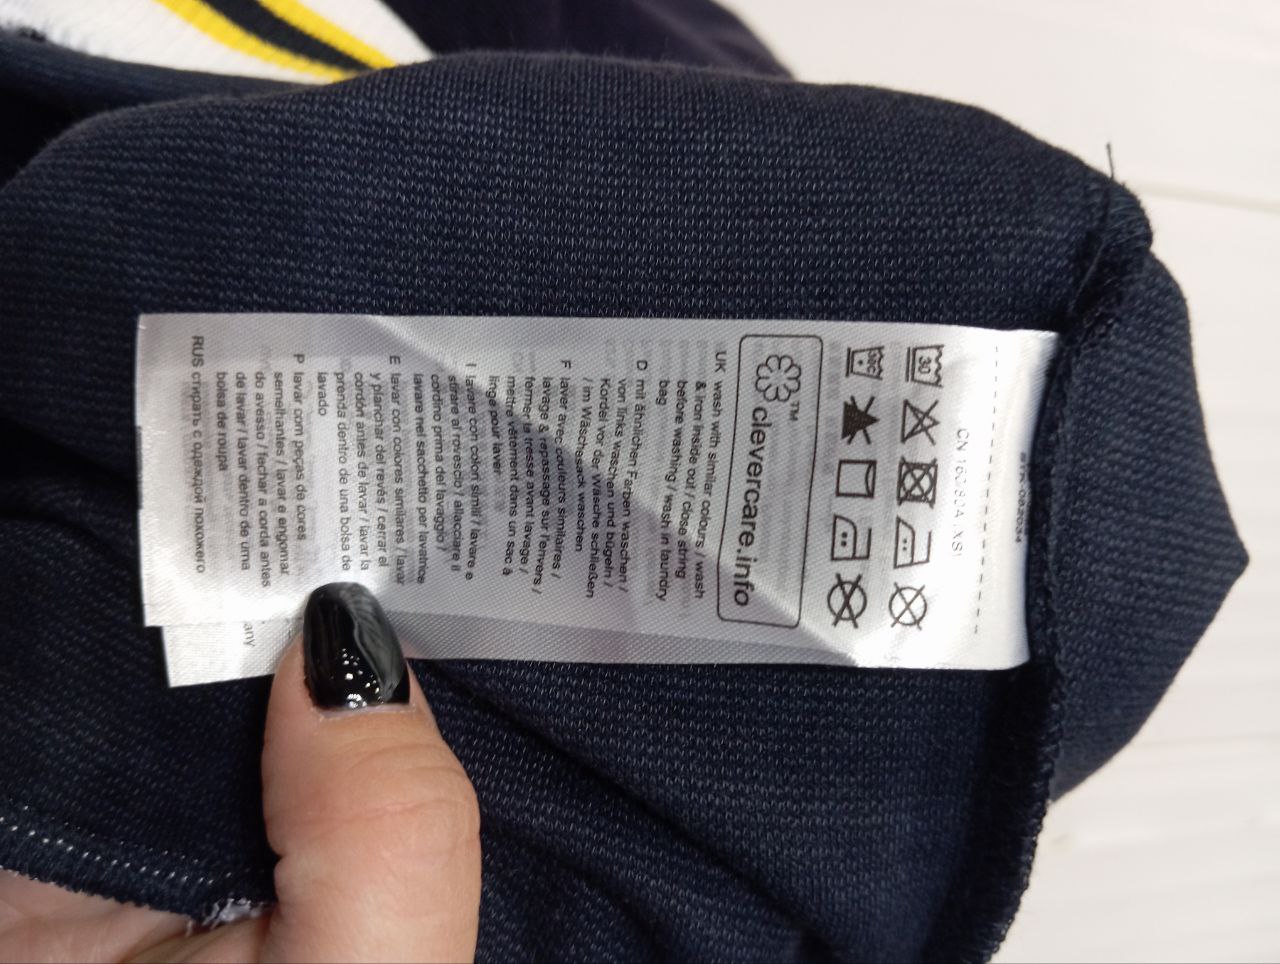 CN 160/80A (XS)
30
30
clevercare.info
TM
UK wash with similar colours / wash
& iron inside out / close string
before washing / wash in laundry
bag
D mit ähnlichen Farben waschen /
von links waschen und bügeln /
Kordel vor der Wäsche schließen
/ im Wäschesack waschen
F laver avec couleurs similaires /
lavage & repassage sur l'envers /
fermer la tresse avant lavage /
mettre vêtement dans un sac à
linge pour laver
I lavare con colori simili / lavare e
stirare al rovescio / allacciare il
cordino prima del lavaggio /
lavare nel sacchetto per lavatrice
E lavar con colores similares / lavar
y planchar del revés / cerrar el
cordón antes de lavar / lavar la
prenda dentro de una bolsa de
lavado
P lavar com peças de cores
semelhantes / lavar e engomar
do avesso / fechar a corda antes
de lavar / lavar dentro de uma
bolsa de roupa
RUS стирать с одеждой похожего
any